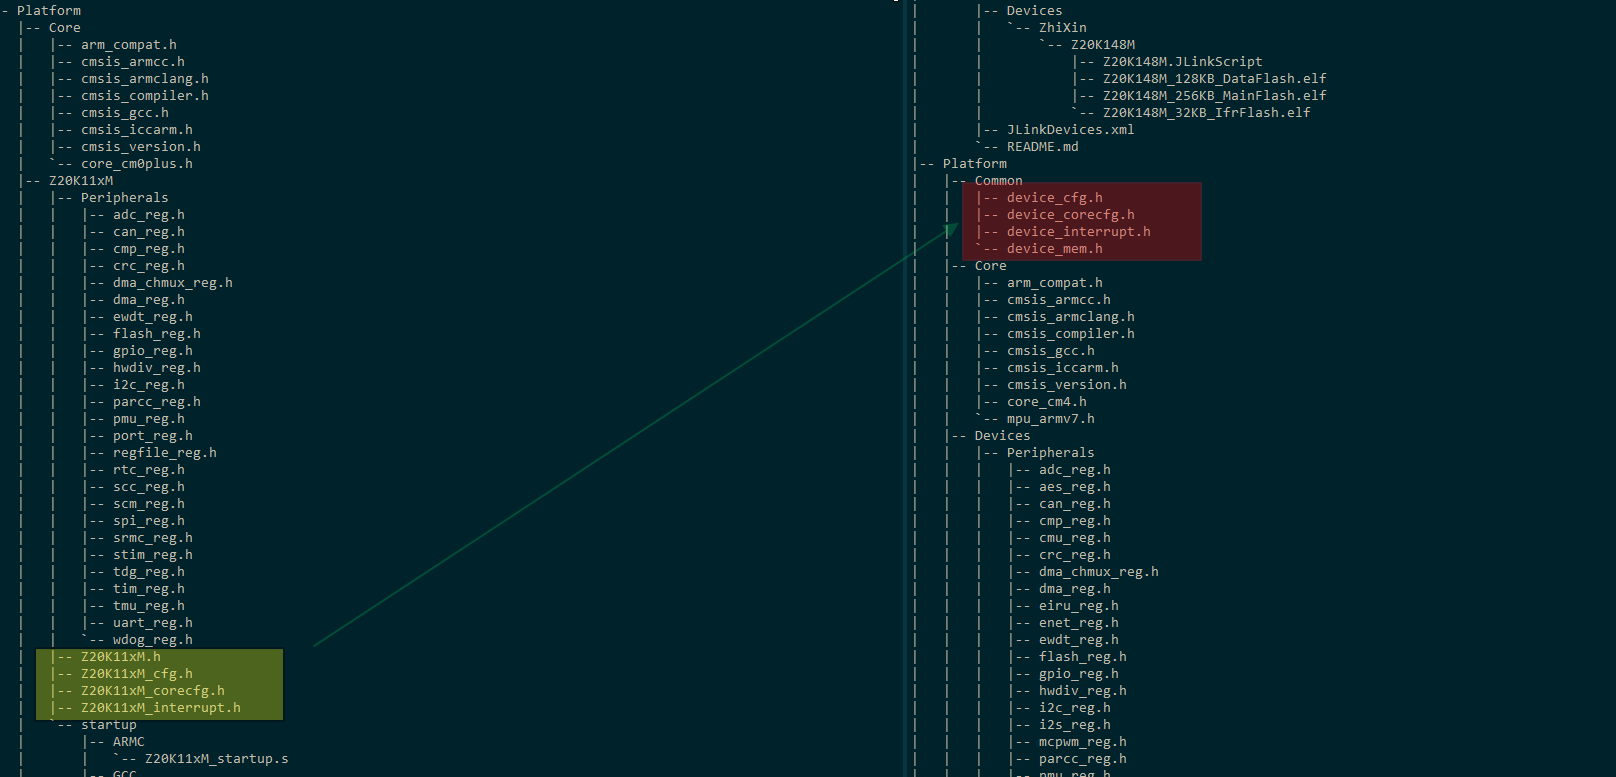 - Platform
|-- Core
|   |-- arm_compat.h
|   |-- cmsis_armcc.h
|   |-- cmsis_armclang.h
|   |-- cmsis_compiler.h
|   |-- cmsis_gcc.h
|   |-- cmsis_iccarm.h
|   |-- cmsis_version.h
|   `-- core_cm0plus.h
|-- Z20K11xM
|   |-- Peripherals
|   |   |-- adc_reg.h
|   |   |-- can_reg.h
|   |   |-- cmp_reg.h
|   |   |-- crc_reg.h
|   |   |-- dma_chmux_reg.h
|   |   |-- dma_reg.h
|   |   |-- ewdt_reg.h
|   |   |-- flash_reg.h
|   |   |-- gpio_reg.h
|   |   |-- hwdiv_reg.h
|   |   |-- i2c_reg.h
|   |   |-- parcc_reg.h
|   |   |-- pmu_reg.h
|   |   |-- port_reg.h
|   |   |-- regfile_reg.h
|   |   |-- rtc_reg.h
|   |   |-- scc_reg.h
|   |   |-- scm_reg.h
|   |   |-- spi_reg.h
|   |   |-- srmc_reg.h
|   |   |-- stim_reg.h
|   |   |-- tdg_reg.h
|   |   |-- tim_reg.h
|   |   |-- tmu_reg.h
|   |   |-- uart_reg.h
|   |   `-- wdog_reg.h
|   |-- Z20K11xM.h
|   |-- Z20K11xM_cfg.h
|   |-- Z20K11xM_corecfg.h
|   |-- Z20K11xM_interrupt.h
|   `-- startup
|       |-- ARMC
|       |   `-- Z20K11xM_startup.s
|       |-- GCC
|       |-- Devices
|       |   `-- ZhiXin
|       |       `-- Z20K148M
|       |           |-- Z20K148M.JLinkScript
|       |           |-- Z20K148M_128KB_DataFlash.elf
|       |           |-- Z20K148M_256KB_MainFlash.elf
|       |           `-- Z20K148M_32KB_IfrFlash.elf
|       |-- JLinkDevices.xml
|       `-- README.md
|-- Platform
|   |-- Common
|   |   |-- device_cfg.h
|   |   |-- device_corecfg.h
|   |   |-- device_interrupt.h
|   |   `-- device_mem.h
|   |-- Core
|   |   |-- arm_compat.h
|   |   |-- cmsis_armcc.h
|   |   |-- cmsis_armclang.h
|   |   |-- cmsis_compiler.h
|   |   |-- cmsis_gcc.h
|   |   |-- cmsis_iccarm.h
|   |   |-- cmsis_version.h
|   |   |-- core_cm4.h
|   |   `-- mpu_armv7.h
|   |-- Devices
|   |   |-- Peripherals
|   |   |   |-- adc_reg.h
|   |   |   |-- aes_reg.h
|   |   |   |-- can_reg.h
|   |   |   |-- cmp_reg.h
|   |   |   |-- cmu_reg.h
|   |   |   |-- crc_reg.h
|   |   |   |-- dma_chmux_reg.h
|   |   |   |-- dma_reg.h
|   |   |   |-- eiru_reg.h
|   |   |   |-- enet_reg.h
|   |   |   |-- ewdt_reg.h
|   |   |   |-- flash_reg.h
|   |   |   |-- gpio_reg.h
|   |   |   |-- hwdiv_reg.h
|   |   |   |-- i2c_reg.h
|   |   |   |-- i2s_reg.h
|   |   |   |-- mcpwm_reg.h
|   |   |   |-- parcc_reg.h
|   |   |   |-- pmu_reg.h